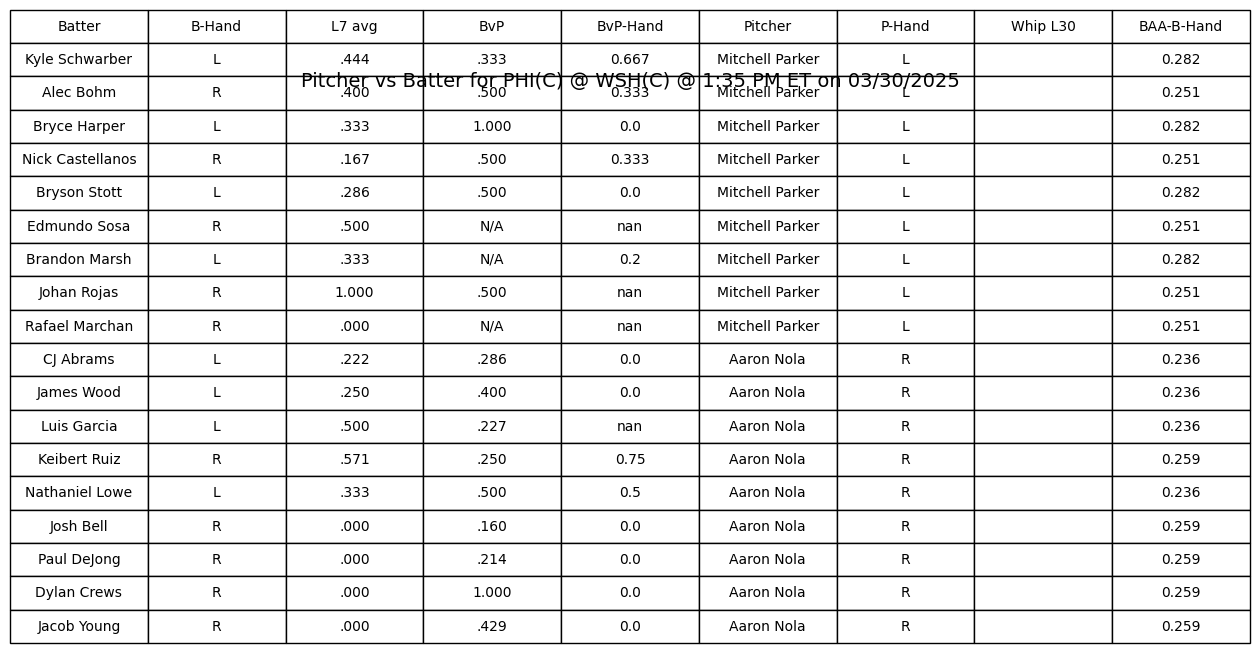 Batter B-Hand L7 avg BvP BvP-Hand Pitcher P-Hand Whip L30 BAA-B-Hand
Kyle Schwarber L .444 .333 0.667 Mitchell Parker L 0.282
Pitcher vs Batter for PHI(C) @ WSH(C) @ 1:35 PM ET on 03/30/2025
Alec Bohm R .400 .500 0.333 Mitchell Parker L 0.251
Bryce Harper L .333 1.000 0.0 Mitchell Parker L 0.282
Nick Castellanos R .167 .500 0.333 Mitchell Parker L 0.251
Bryson Stott L .286 .500 0.0 Mitchell Parker L 0.282
Edmundo Sosa R .500 N/A nan Mitchell Parker L 0.251
Brandon Marsh L .333 N/A 0.2 Mitchell Parker L 0.282
Johan Rojas R 1.000 .500 nan Mitchell Parker L 0.251
Rafael Marchan R .000 N/A nan Mitchell Parker L 0.251
CJ Abrams L .222 .286 0.0 Aaron Nola R 0.236
James Wood L .250 .400 0.0 Aaron Nola R 0.236
Luis Garcia L .500 .227 nan Aaron Nola R 0.236
Keibert Ruiz R .571 .250 0.75 Aaron Nola R 0.259
Nathaniel Lowe L .333 .500 0.5 Aaron Nola R 0.236
Josh Bell R .000 .160 0.0 Aaron Nola R 0.259
Paul DeJong R .000 .214 0.0 Aaron Nola R 0.259
Dylan Crews R .000 1.000 0.0 Aaron Nola R 0.259
Jacob Young R .000 .429 0.0 Aaron Nola R 0.259